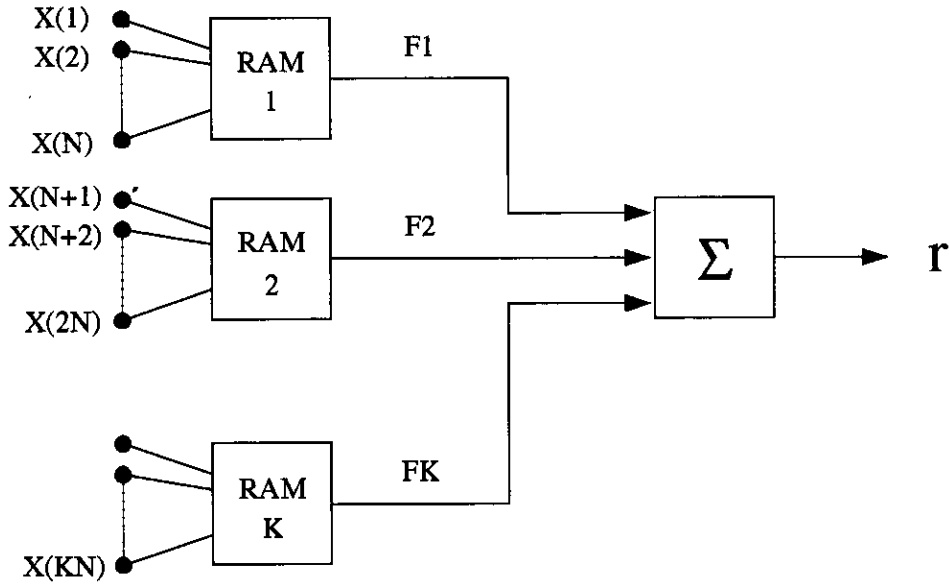 X(1)
X(2)
X(N)
RAM
1
F1
X(N+1)
X(N+2)
X(2N)
RAM
2
F2
Σ
r
X(KN)
RAM
K
FK